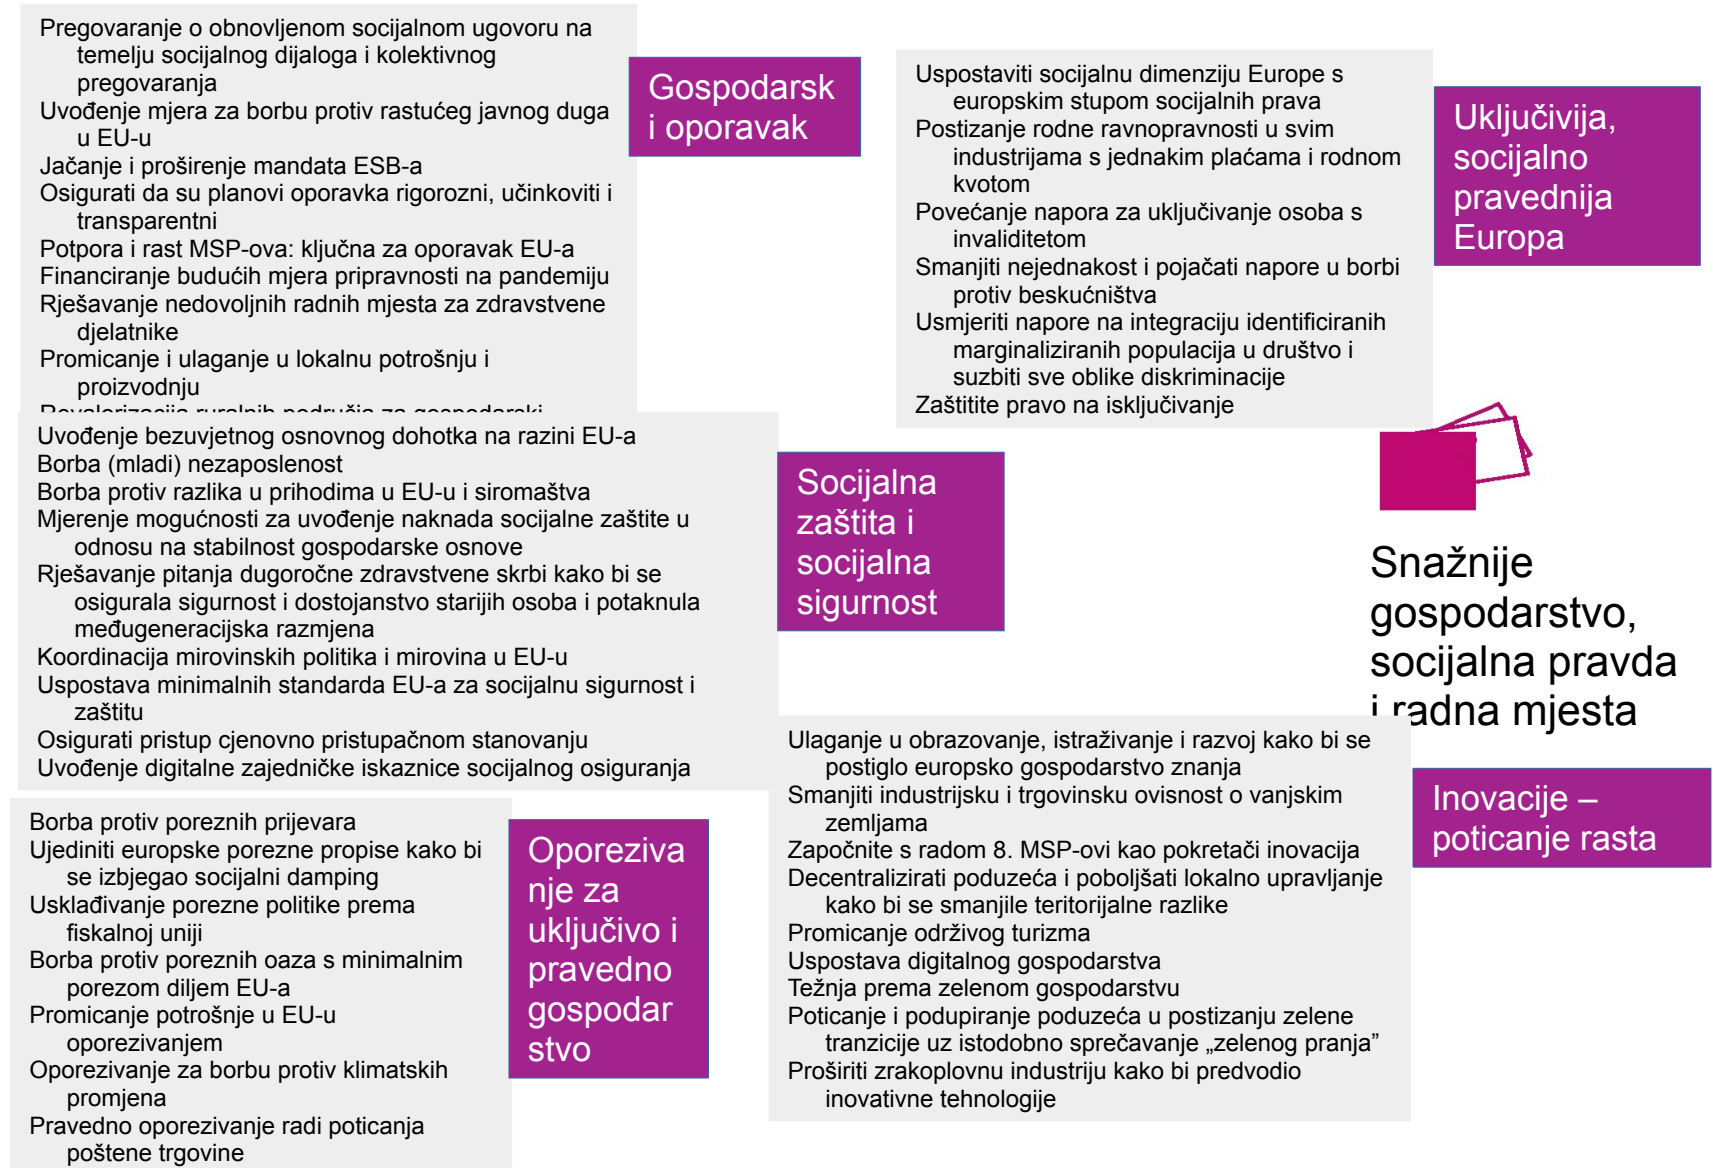 Pregovaranje o obnovljenom socijalnom ugovoru na
temelju socijalnog dijaloga i kolektivnog
pregovaranja
Uvođenje mjera za borbu protiv rastućeg javnog duga
u EU-u
Jačanje i proširenje mandata ESB-a
Osigurati da su planovi oporavka rigorozni, učinkoviti i
transparentni
Potpora i rast MSP-ova: ključna za oporavak EU-a
Financiranje budućih mjera pripravnosti na pandemiju
Rješavanje nedovoljnih radnih mjesta za zdravstvene
djelatnike
Promicanje i ulaganje u lokalnu potrošnju i
proizvodnju
Revalorizacija ruralnih područja za gospodarski
Gospodarsk
i oporavak
Uspostaviti socijalnu dimenziju Europe s
europskim stupom socijalnih prava
Postizanje rodne ravnopravnosti u svim
industrijama s jednakim plaćama i rodnom
kvotom
Povećanje napora za uključivanje osoba s
invaliditetom
Smanjiti nejednakost i pojačati napore u borbi
protiv beskućništva
Usmjeriti napore na integraciju identificiranih
marginaliziranih populacija u društvo i
suzbiti sve oblike diskriminacije
Zaštitite pravo na isključivanje
Uključivija,
socijalno
pravednija
Europa
Uvođenje bezuvjetnog osnovnog dohotka na razini EU-a
Borba (mladi) nezaposlenost
Borba protiv razlika u prihodima u EU-u i siromaštva
Mjerenje mogućnosti za uvođenje naknada socijalne zaštite u
odnosu na stabilnost gospodarske osnove
Rješavanje pitanja dugoročne zdravstvene skrbi kako bi se
osigurala sigurnost i dostojanstvo starijih osoba i potaknula
međugeneracijska razmjena
Koordinacija mirovinskih politika i mirovina u EU-u
Uspostava minimalnih standarda EU-a za socijalnu sigurnost i
zaštitu
Osigurati pristup cjenovno pristupačnom stanovanju
Uvođenje digitalne zajedničke iskaznice socijalnog osiguranja
Socijalna
zaštita i
socijalna
sigurnost
Snažnije
gospodarstvo,
socijalna pravda
i radna mjesta
Borba protiv poreznih prijevara
Ujediniti europske porezne propise kako bi
se izbjegao socijalni damping
Usklađivanje porezne politike prema
fiskalnoj uniji
Borba protiv poreznih oaza s minimalnim
porezom diljem EU-a
Promicanje potrošnje u EU-u
oporezivanjem
Oporezivanje za borbu protiv klimatskih
promjena
Pravedno oporezivanje radi poticanja
poštene trgovine
Oporeziva
nje za
uključivo i
pravedno
gospodar
stvo
Ulaganje u obrazovanje, istraživanje i razvoj kako bi se
postiglo europsko gospodarstvo znanja
Smanjiti industrijsku i trgovinsku ovisnost o vanjskim
zemljama
Započnite s radom 8. MSP-ovi kao pokretači inovacija
Decentralizirati poduzeća i poboljšati lokalno upravljanje
kako bi se smanjile teritorijalne razlike
Promicanje održivog turizma
Uspostava digitalnog gospodarstva
Težnja prema zelenom gospodarstvu
Poticanje i podupiranje poduzeća u postizanju zelene
tranzicije uz istodobno sprečavanje „zelenog pranja”
Proširiti zrakoplovnu industriju kako bi predvodio
inovativne tehnologije
Inovacije –
poticanje rasta